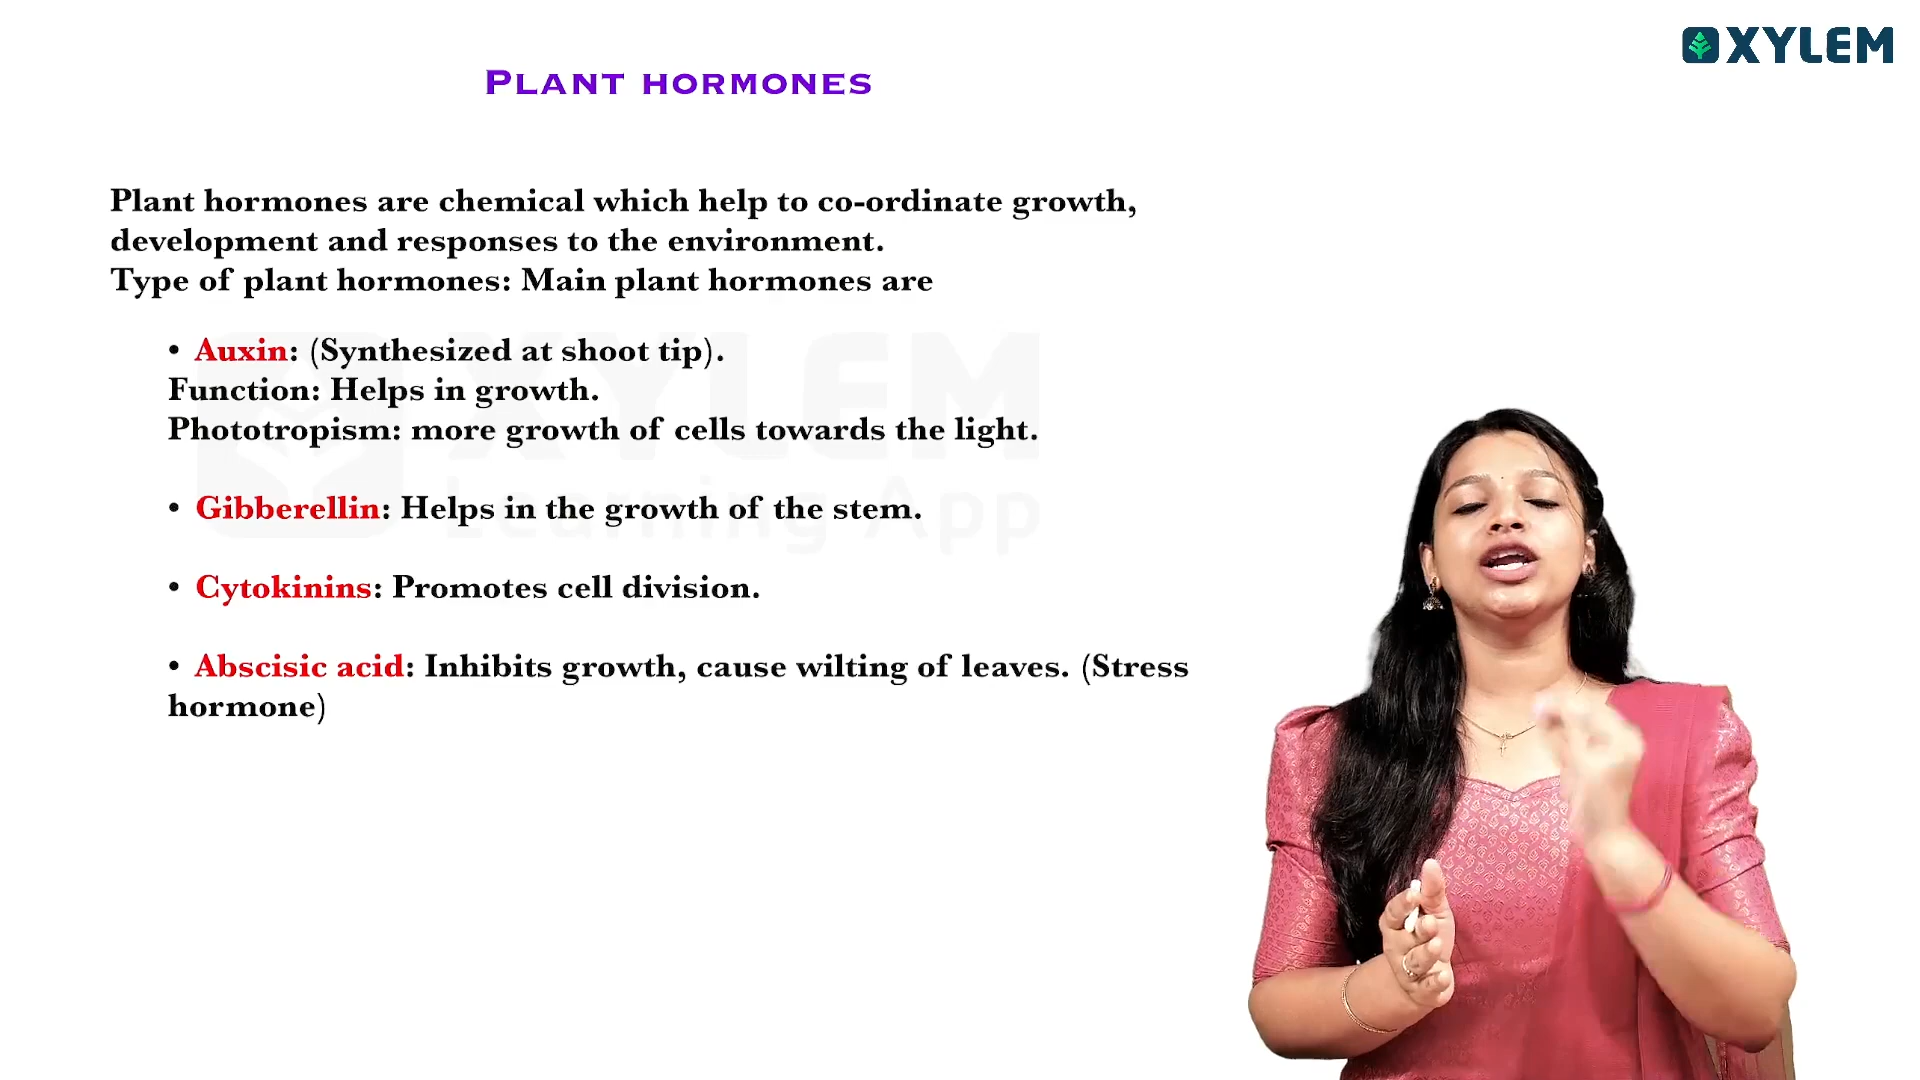 XYLEM
PLANT HORMONES
Plant hormones are chemical which help to co-ordinate growth,
development and responses to the environment.
Type of plant hormones: Main plant hormones are
• Auxin: (Synthesized at shoot tip).
Function: Helps in growth.
Phototropism: more growth of cells towards the light.
• Gibberellin: Helps in the growth of the stem.
• Cytokinins: Promotes cell division.
• Abscisic acid: Inhibits growth, cause wilting of leaves. (Stress
hormone)
XYLEM
Learning App